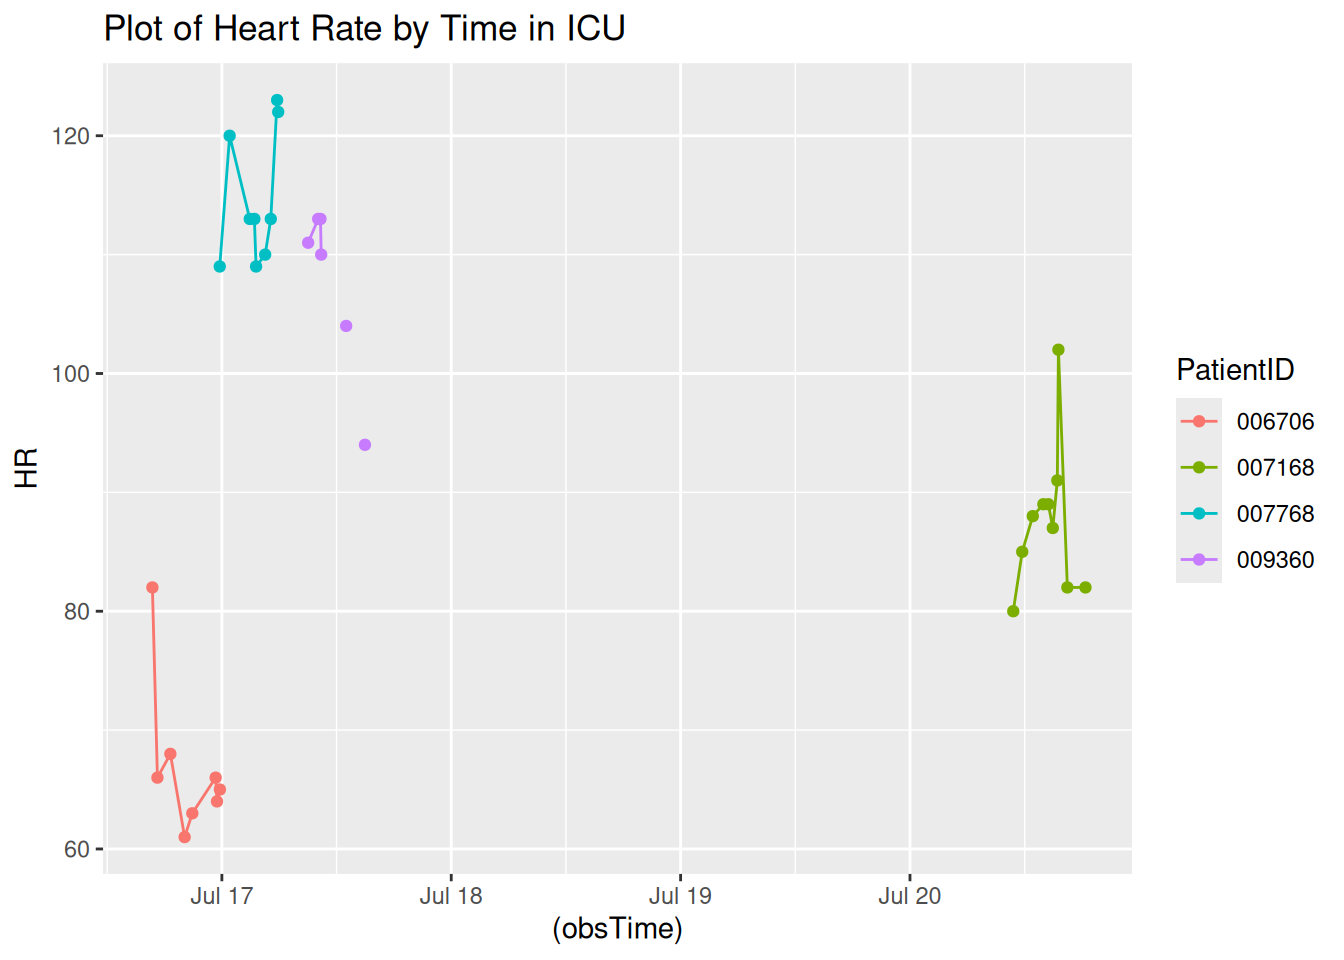 Plot of Heart Rate by Time in ICU
120
100
80
60
HR
Jul 17
Jul 18
Jul 19
Jul 20
(obsTime)
PatientID
006706
007168
007768
009360